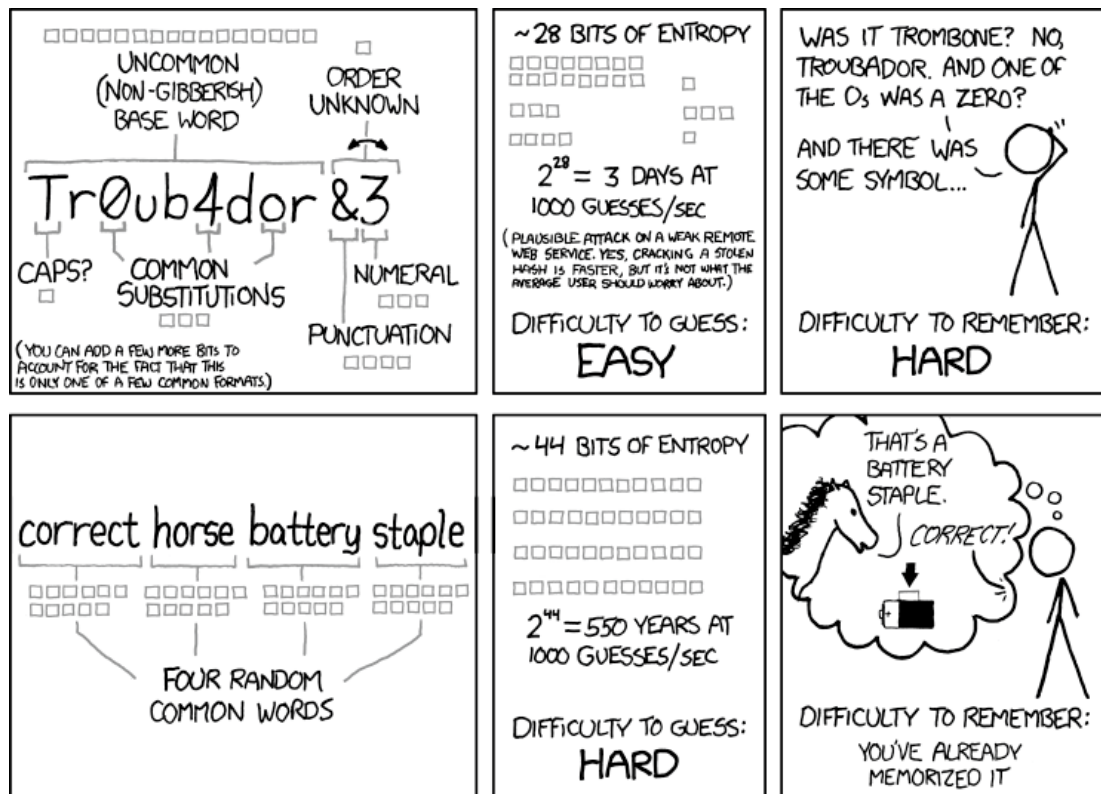 UNCOMMON
(NON-GIBBERISH)
BASE WORD
ORDER
UNKNOWN
Tr0ub4dor &3
CAPS?
COMMON
SUBSTITUTIONS
NUMERAL
PUNCTUATION
(YOU CAN ADD A FEW MORE BITS TO
ACCOUNT FOR THE FACT THAT THIS
IS ONLY ONE OF A FEW COMMON FORMATS.)
~28 BITS OF ENTROPY
2^28 = 3 DAYS AT
1000 GUESSES/SEC
(PLAUSIBLE ATTACK ON A WEAK REMOTE
WEB SERVICE. YES, CRACKING A STOLEN
HASH IS FASTER, BUT IT'S NOT WHAT THE
AVERAGE USER SHOULD WORRY ABOUT.)
DIFFICULTY TO GUESS:
EASY
WAS IT TROMBONE? NO,
TROUBADOR. AND ONE OF
THE Os WAS A ZERO?
AND THERE WAS
SOME SYMBOL...
DIFFICULTY TO REMEMBER:
HARD
correct horse battery staple
FOUR RANDOM
COMMON WORDS
~44 BITS OF ENTROPY
2^44 = 550 YEARS AT
1000 GUESSES/SEC
DIFFICULTY TO GUESS:
HARD
THAT'S A
BATTERY
STAPLE.
CORRECT!
+
DIFFICULTY TO REMEMBER:
YOU'VE ALREADY
MEMORIZED IT